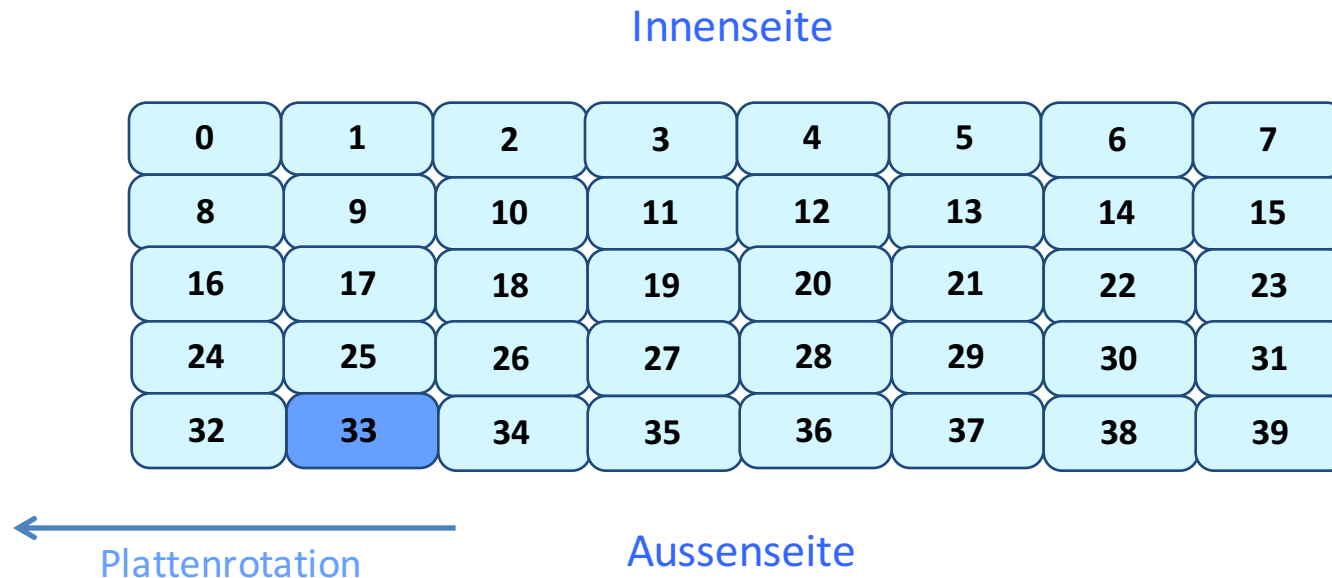 Innenseite
0 1 2 3 4 5 6 7
8 9 10 11 12 13 14 15
16 17 18 19 20 21 22 23
24 25 26 27 28 29 30 31
32 33 34 35 36 37 38 39
Plattenrotation
Aussenseite